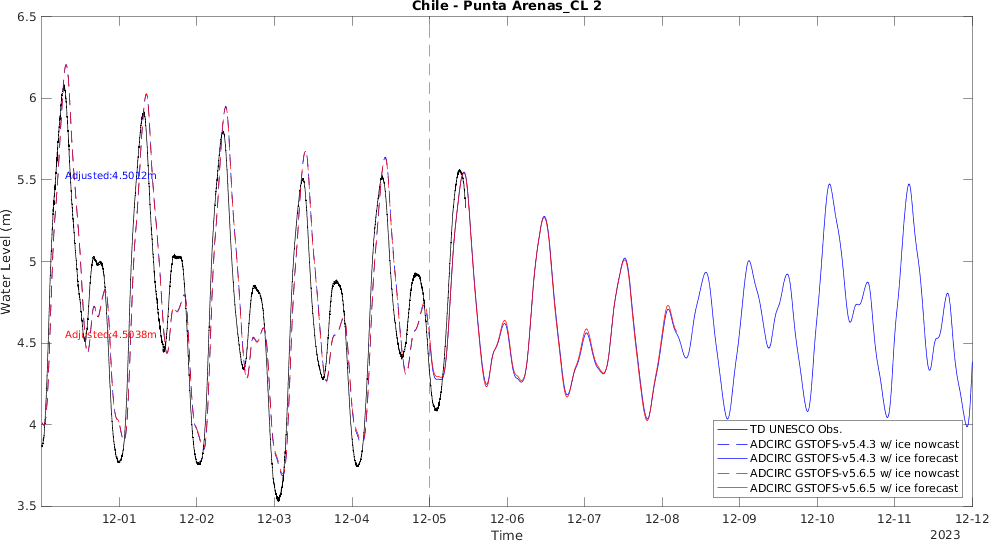 Chile - Punta Arenas_CL 2
6.5
6
5.5
5
4.5
4
3.5
Water Level (m)
Adjusted:4.5012m
Adjusted:4.5038m
TD UNESCO Obs.
ADCIRC GSTOFS-v5.4.3 w/ ice nowcast
ADCIRC GSTOFS-v5.4.3 w/ ice forecast
ADCIRC GSTOFS-v5.6.5 w/ ice nowcast
ADCIRC GSTOFS-v5.6.5 w/ ice forecast
12-01 12-02 12-03 12-04 12-05 12-06 12-07 12-08 12-09 12-10 12-11 12-12
Time
2023